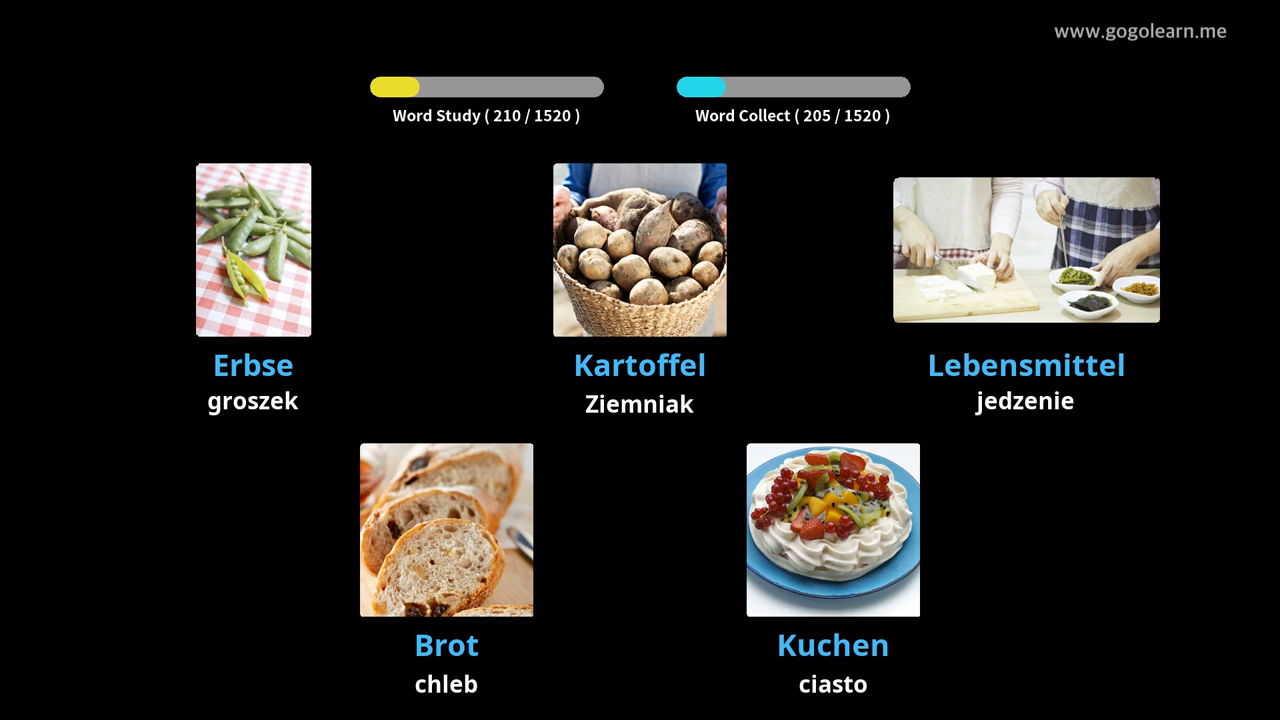 www.gogolearn.me
Word Study ( 210 / 1520 )
Word Collect ( 205 / 1520 )
Erbse
groszek
Kartoffel
Ziemniak
Lebensmittel
jedzenie
Brot
chleb
Kuchen
ciasto